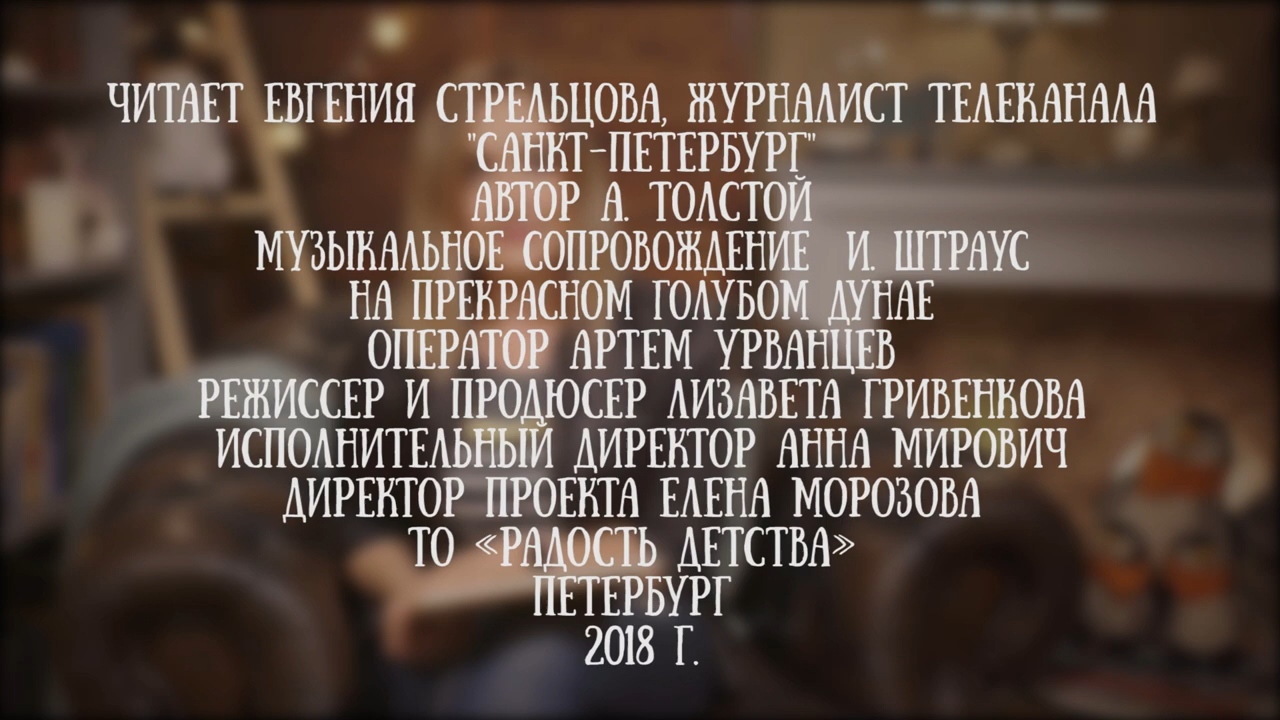 ЧИТАЕТ ЕВГЕНИЯ СТРЕЛЬЦОВА, ЖУРНАЛИСТ ТЕЛЕКАНАЛА
"САНКТ-ПЕТЕРБУРГ"
АВТОР А. ТОЛСТОЙ
МУЗЫКАЛЬНОЕ СОПРОВОЖДЕНИЕ И. ШТРАУС
НА ПРЕКРАСНОМ ГОЛУБОМ ДУНАЕ
ОПЕРАТОР АРТЕМ УРВАНЦЕВ
РЕЖИССЕР И ПРОДЮСЕР ЛИЗАВЕТА ГРИВЕНКОВА
ИСПОЛНИТЕЛЬНЫЙ ДИРЕКТОР АННА МИРОВИЧ
ДИРЕКТОР ПРОЕКТА ЕЛЕНА МОРОЗОВА
ТО «РАДОСТЬ ДЕТСТВА»
ПЕТЕРБУРГ
2018 Г.